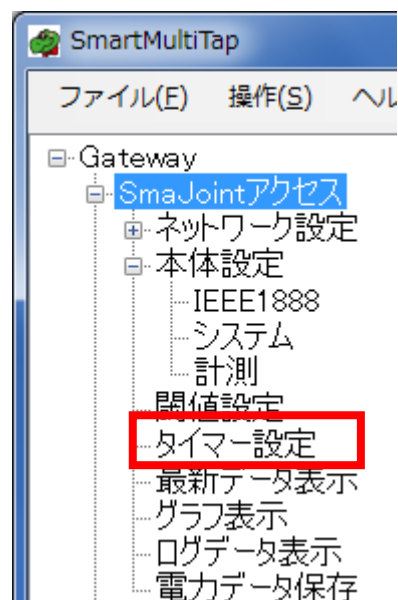 SmartMultiTap
ファイル(F) 操作(S) ヘル
Gateway
SmaJointアクセス
ネットワーク設定
本体設定
IEEE1888
システム
計測
閾値設定
タイマー設定
最新データ表示
グラフ表示
ログデータ表示
電力データ保存